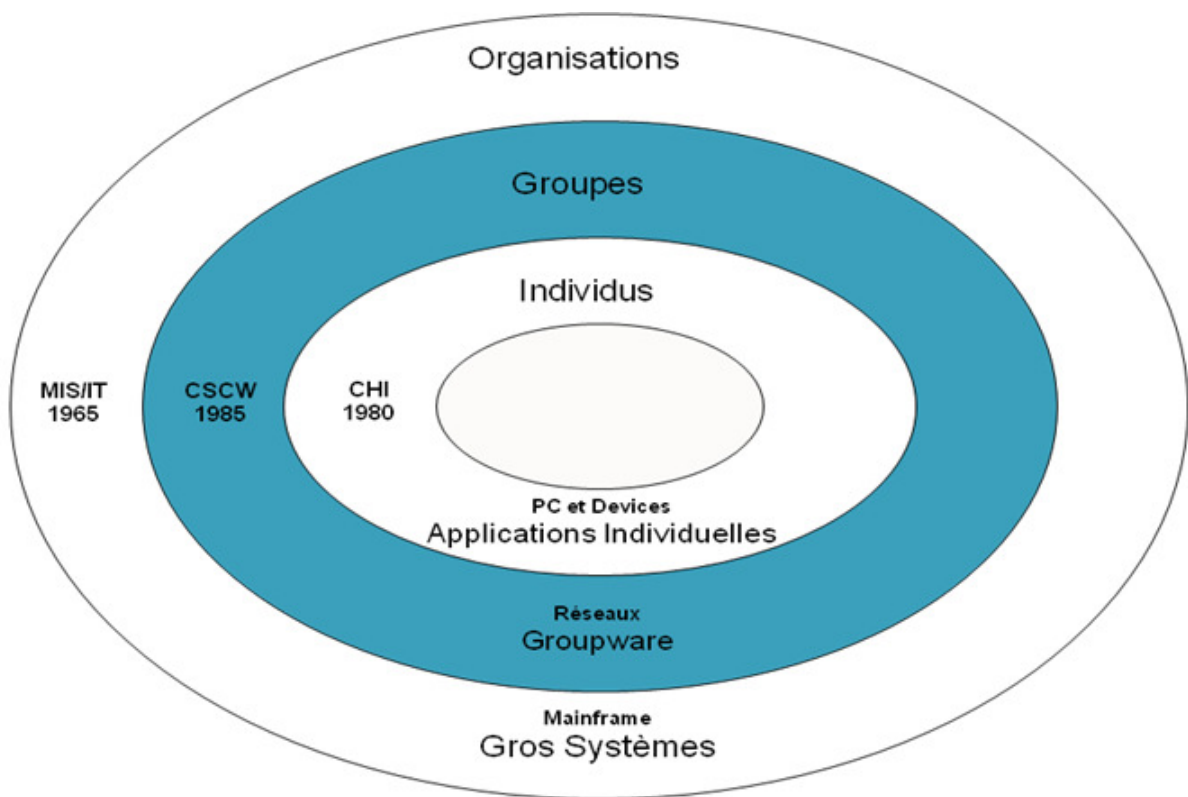 Organisations
Groupes
Individus
MIS/IT
1965
CSCW
1985
CHI
1980
PC et Devices
Applications Individuelles
Réseaux
Groupware
Mainframe
Gros Systèmes